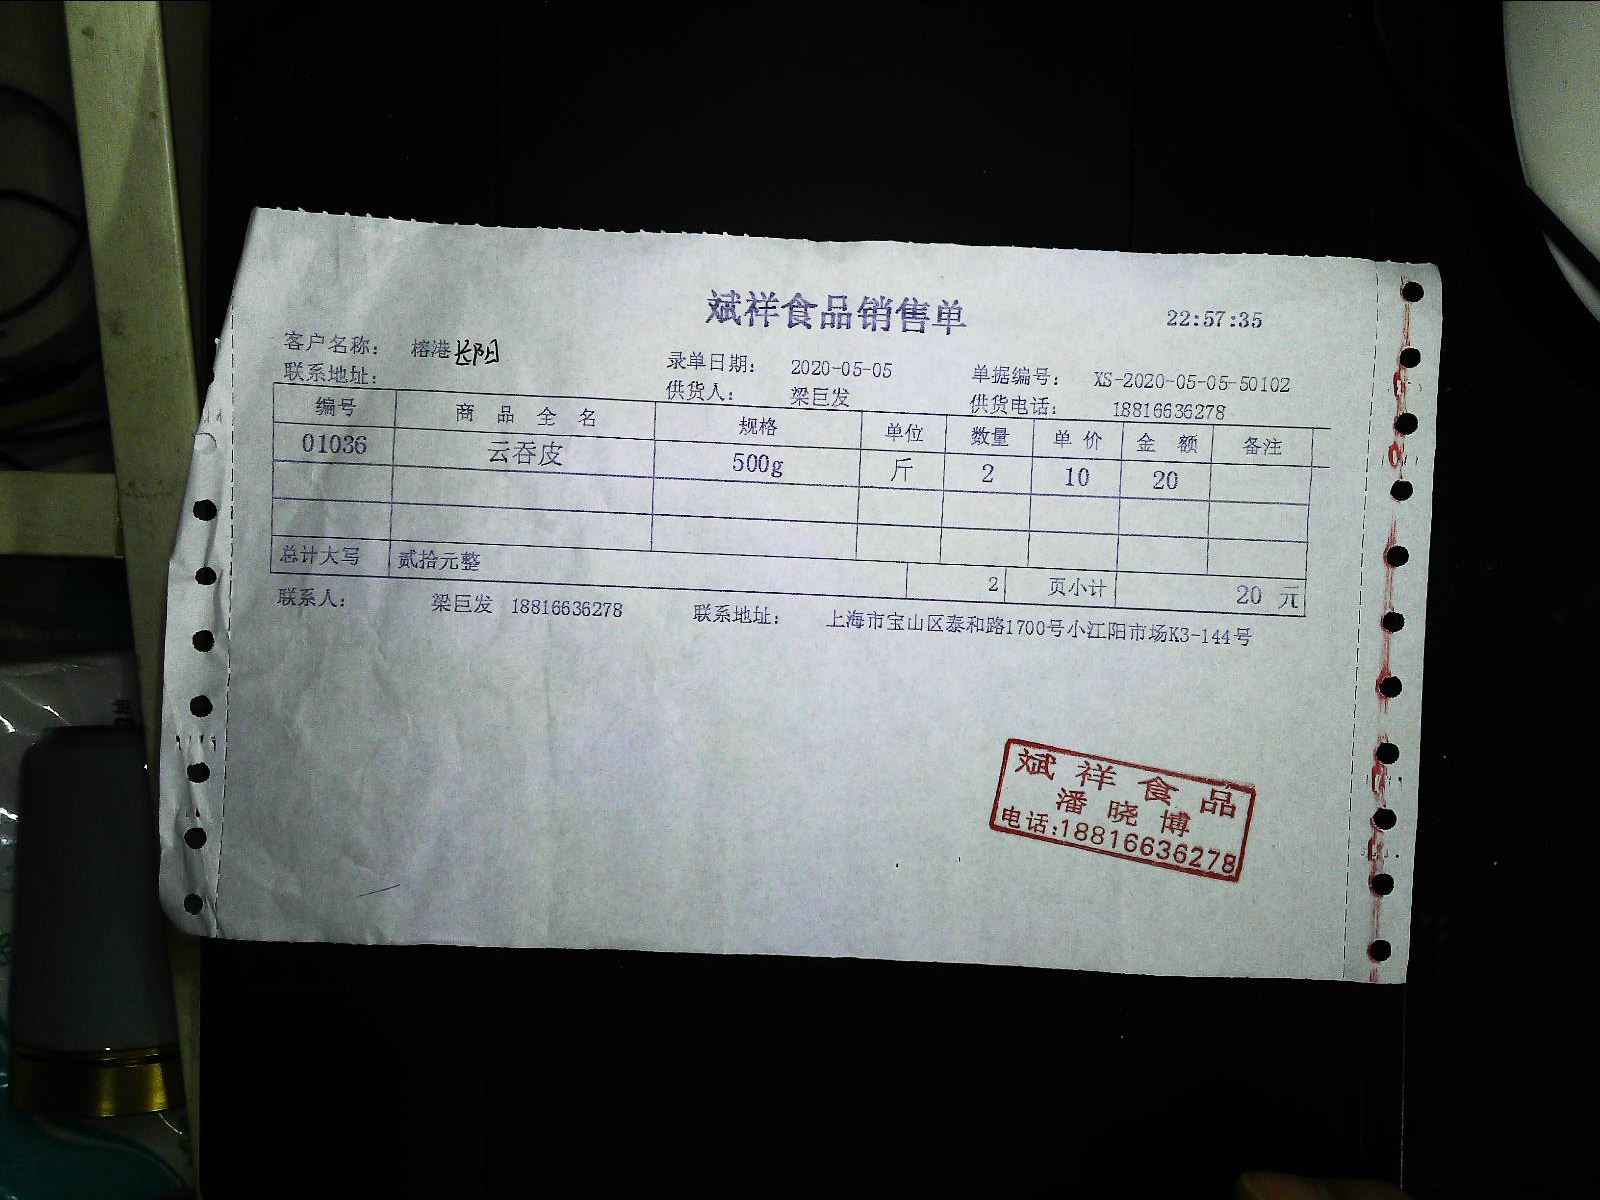 斌祥食品销售单
22:57:35
客户名称： 榕港长阳
录单日期： 2020-05-05 单据编号： XS-2020-05-05-50102
联系地址： 供货人： 梁巨发 供货电话： 18816636278
编号 商品全名 规格 单位 数量 单价 金额 备注
01036 云吞皮 500g 斤 2 10 20
总计大写 贰拾元整 2 页小计 20 元
联系人： 梁巨发 18816636278 联系地址： 上海市宝山区泰和路1700号小江阳市场K3-144号
斌祥食品
潘晓博
电话:18816636278